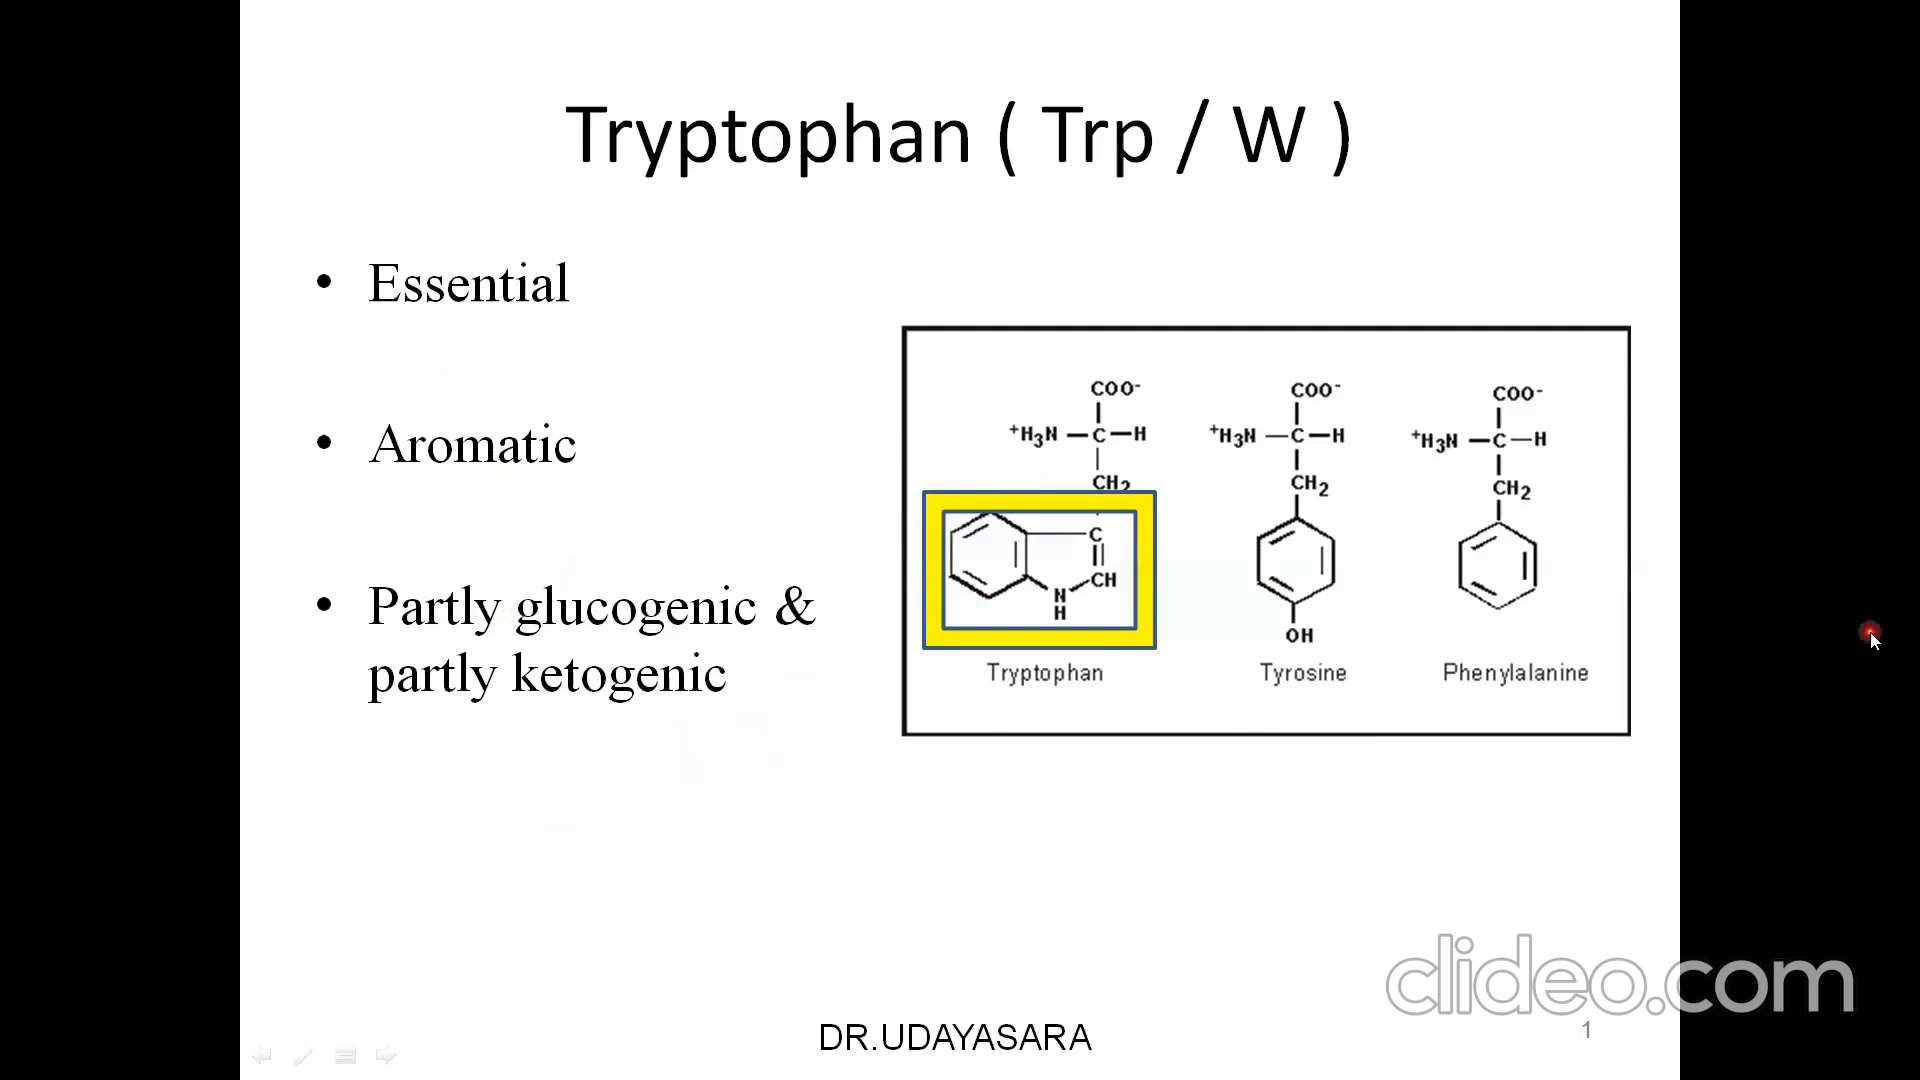 Tryptophan ( Trp / W )
• Essential
• Aromatic
• Partly glucogenic &
partly ketogenic
COO⁻ COO⁻ COO⁻
⁺H₃N—C—H ⁺H₃N—C—H ⁺H₃N—C—H
CH₂ CH₂ CH₂
C
CH
N
H
OH
Tryptophan Tyrosine Phenylalanine
clideo.com
DR.UDAYASARA
1